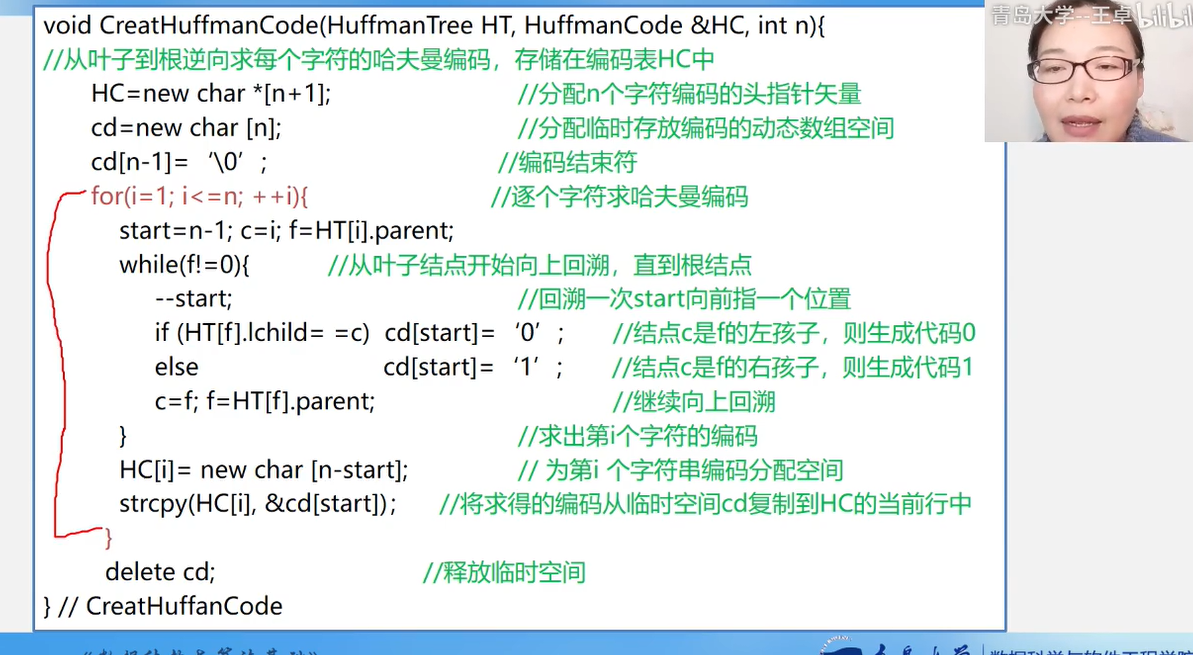 青岛大学--王卓 bilibili
void CreatHuffmanCode(HuffmanTree HT, HuffmanCode &HC, int n){
//从叶子到根逆向求每个字符的哈夫曼编码，存储在编码表HC中
HC=new char *[n+1]; //分配n个字符编码的头指针矢量
cd=new char [n]; //分配临时存放编码的动态数组空间
cd[n-1]=‘\0’; //编码结束符
for(i=1; i<=n; ++i){ //逐个字符求哈夫曼编码
start=n-1; c=i; f=HT[i].parent;
while(f!=0){ //从叶子结点开始向上回溯，直到根结点
--start; //回溯一次start向前指一个位置
if (HT[f].lchild= =c) cd[start]=‘0’; //结点c是f的左孩子，则生成代码0
else cd[start]=‘1’; //结点c是f的右孩子，则生成代码1
c=f; f=HT[f].parent; //继续向上回溯
} //求出第i个字符的编码
HC[i]= new char [n-start]; // 为第i 个字符串编码分配空间
strcpy(HC[i], &cd[start]); //将求得的编码从临时空间cd复制到HC的当前行中
}
delete cd; //释放临时空间
} // CreatHuffanCode